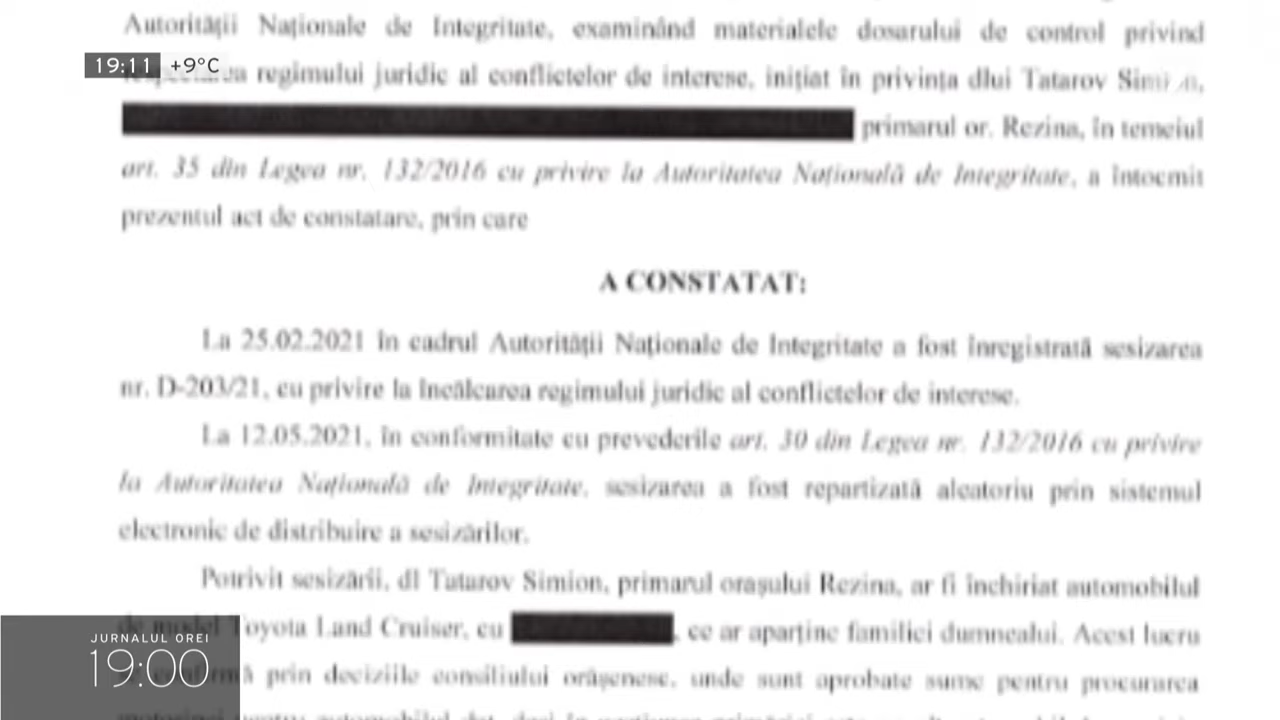 Autorității Naționale de Integritate, examinând materialele dosarului de control privind
19:11 +9°C
regimului juridic al conflictelor de interese, inițiat în privința dlui Tatarov
primarul or. Rezina, în temeiul
art. 35 din Legea nr. 132/2016 cu privire la Autoritatea Națională de Integritate, a întocmit
prezentul act de constatare, prin care
A CONSTATAT:
La 25.02.2021 în cadrul Autorității Naționale de Integritate a fost înregistrată sesizarea
nr. D-203/21, cu privire la încălcarea regimului juridic al conflictelor de interese.
La 12.05.2021, în conformitate cu prevederile art. 30 din Legea nr. 132/2016 cu privire
la Autoritatea Națională de Integritate, sesizarea a fost repartizată aleatoriu prin sistemul
electronic de distribuire a sesizărilor.
Potrivit sesizării, dl Tatarov Simion, primarul orașului Rezina, ar fi închiriat automobilul
de model Toyota Land Cruiser, cu , ce ar aparține familiei dumnealui. Acest lucru
prin deciziile consiliului orășenesc, unde sunt aprobate sume pentru procurarea
JURNALUL OREI
19:00